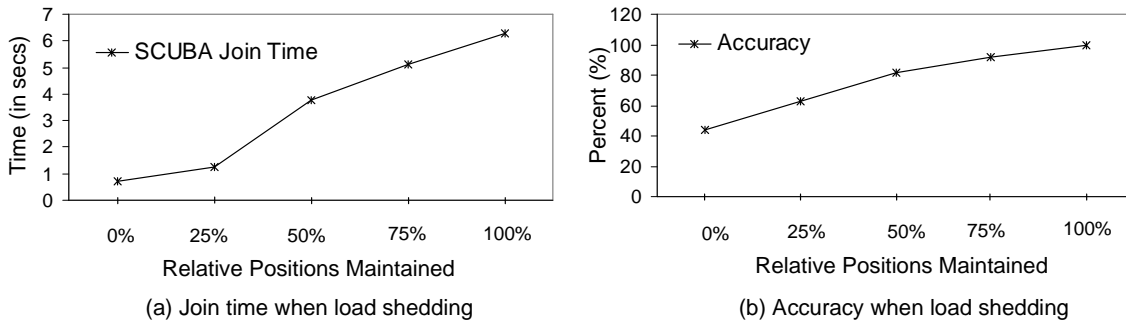 7
6
5
4
3
2
1
0
Time (in secs)
SCUBA Join Time
0% 25% 50% 75% 100%
Relative Positions Maintained
(a) Join time when load shedding
120
100
80
60
40
20
0
Percent (%)
Accuracy
0% 25% 50% 75% 100%
Relative Positions Maintained
(b) Accuracy when load shedding